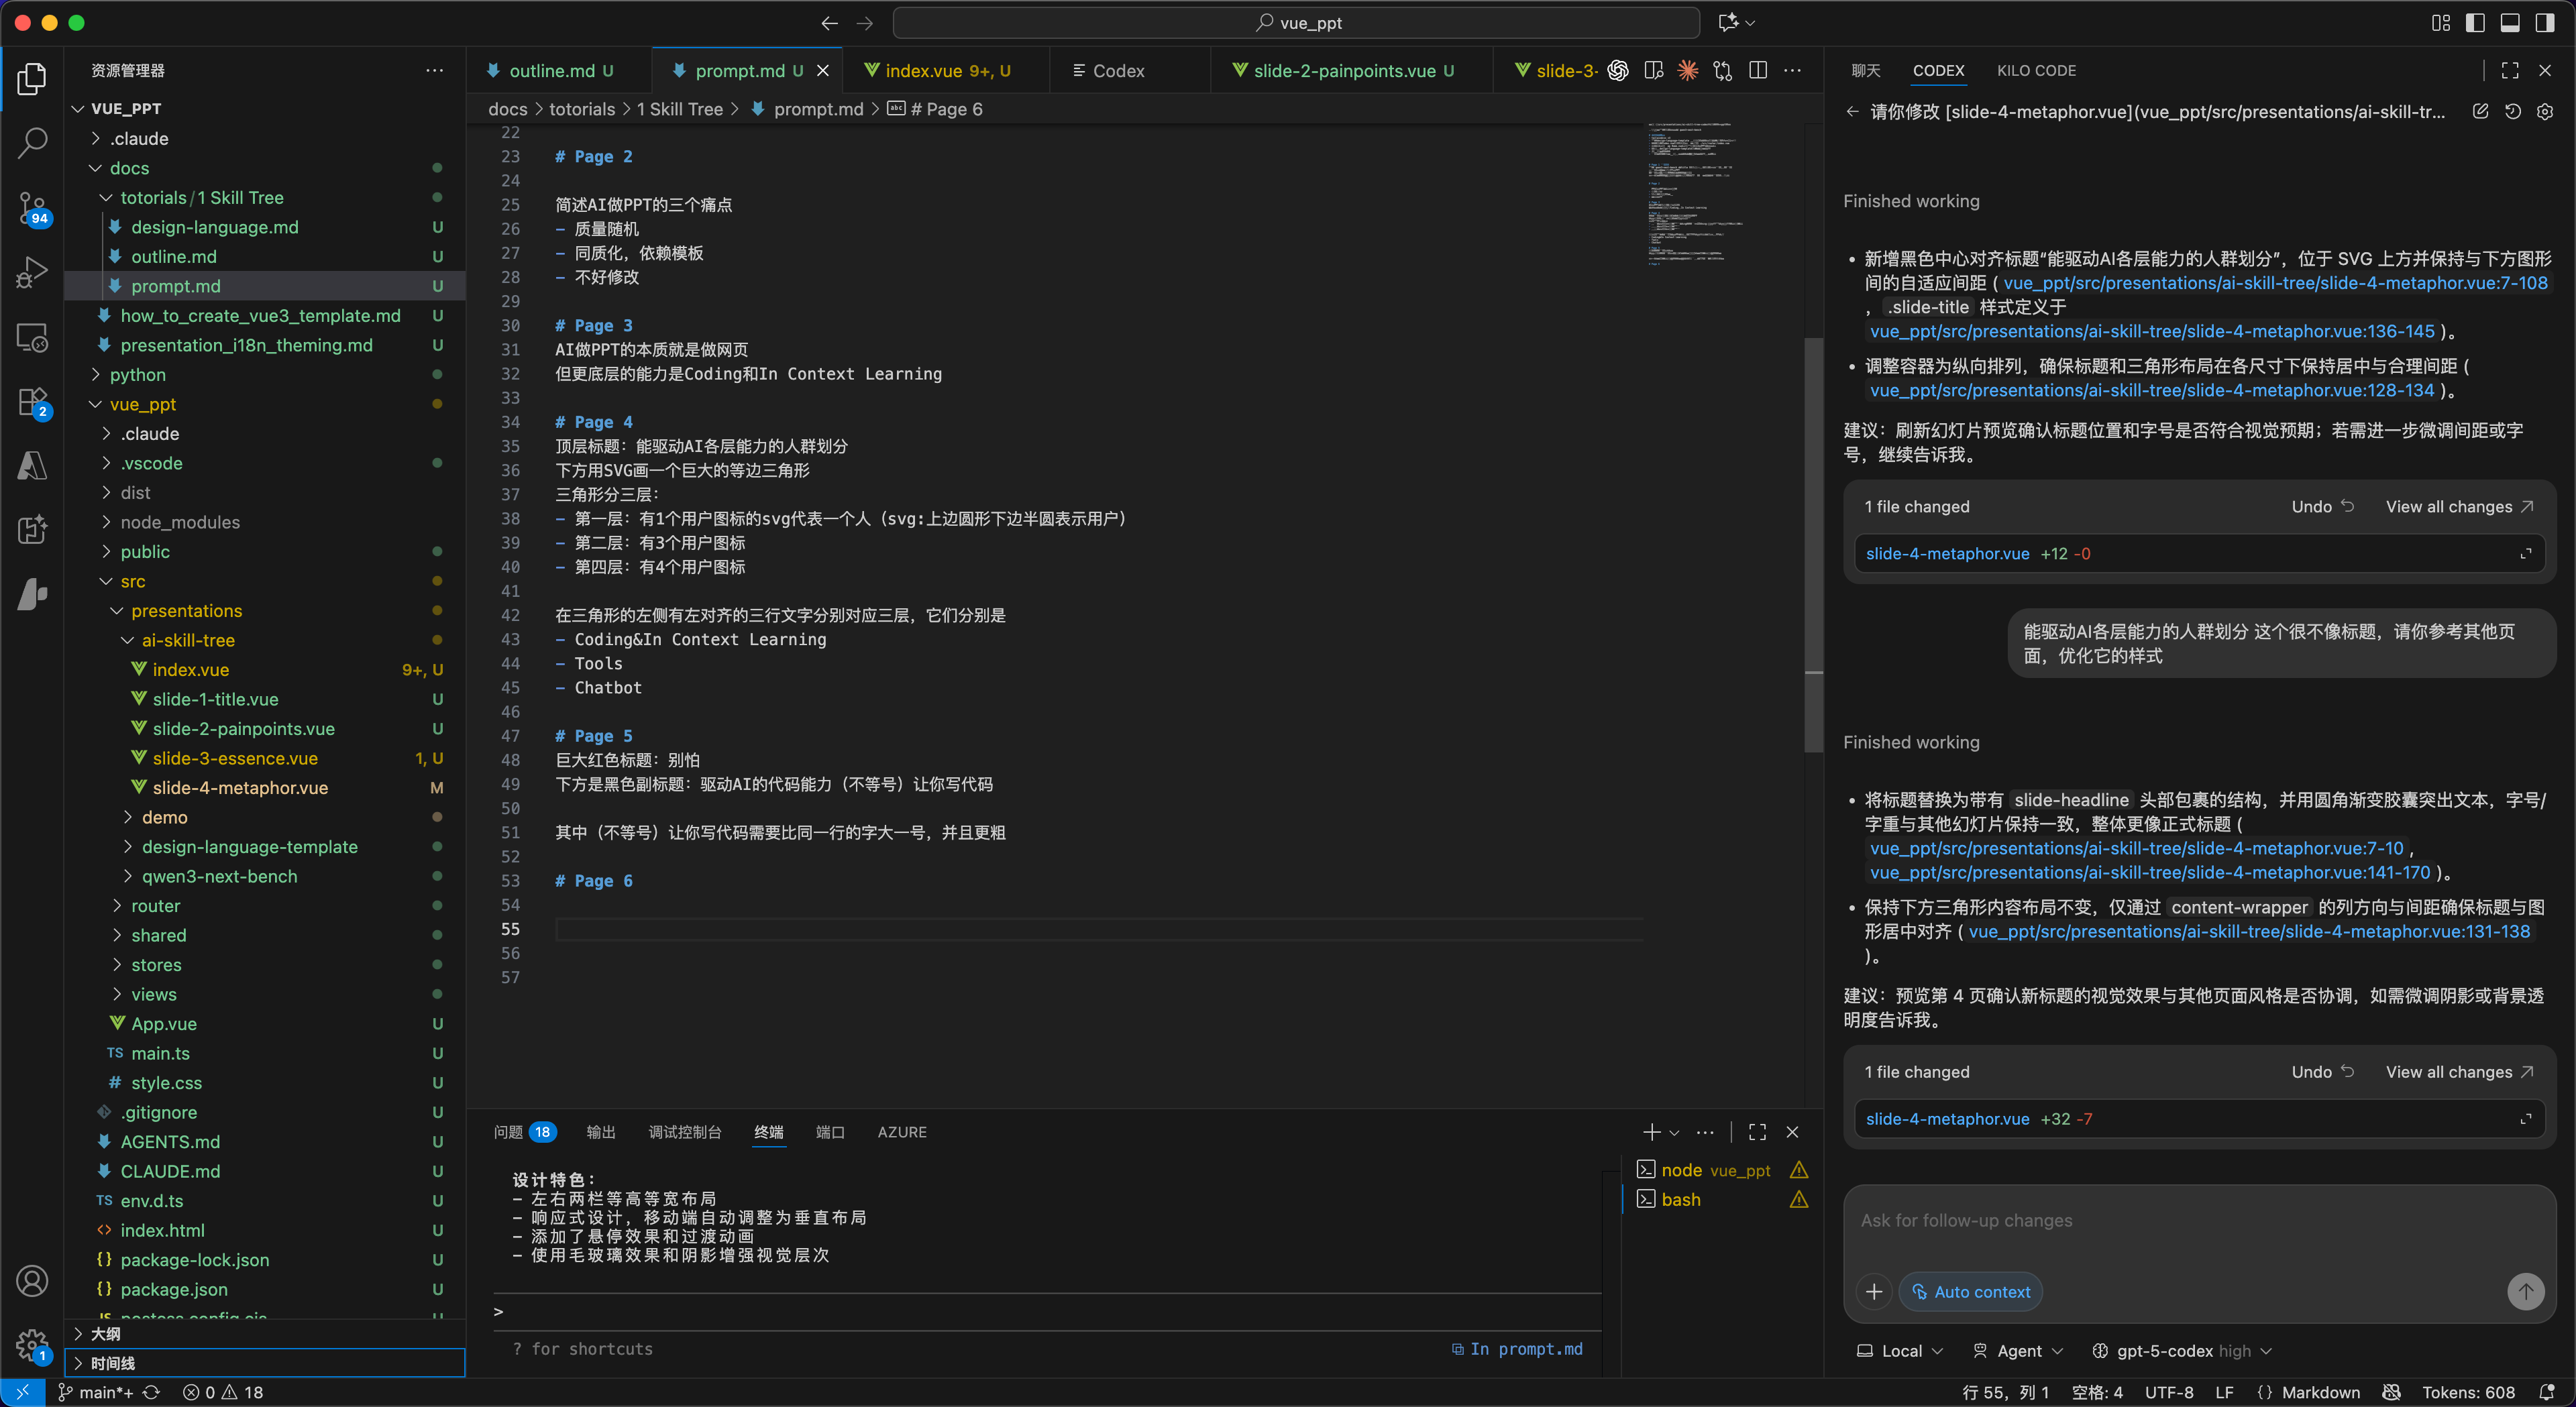 vue_ppt
资源管理器
VUE_PPT
.claude
docs
totorials / 1 Skill Tree
design-language.md U
outline.md U
prompt.md U
how_to_create_vue3_template.md U
presentation_i18n_theming.md U
python
vue_ppt
.claude
.vscode
dist
node_modules
public
src
presentations
ai-skill-tree
index.vue 9+, U
slide-1-title.vue U
slide-2-painpoints.vue U
slide-3-essence.vue 1, U
slide-4-metaphor.vue M
demo
design-language-template
qwen3-next-bench
router
shared
stores
views
App.vue U
TS main.ts U
# style.css U
.gitignore U
AGENTS.md U
CLAUDE.md U
TS env.d.ts U
<> index.html U
{} package-lock.json U
{} package.json U
大纲
时间线
94
2
1
outline.md U
prompt.md U
index.vue 9+, U
Codex
slide-2-painpoints.vue U
slide-3-
docs > totorials > 1 Skill Tree > prompt.md > # Page 6
22
23 # Page 2
24
25 简述AI做PPT的三个痛点
26 - 质量随机
27 - 同质化，依赖模板
28 - 不好修改
29
30 # Page 3
31 AI做PPT的本质就是做网页
32 但更底层的能力是Coding和In Context Learning
33
34 # Page 4
35 顶层标题：能驱动AI各层能力的人群划分
36 下方用SVG画一个巨大的等边三角形
37 三角形分三层：
38 - 第一层：有1个用户图标的svg代表一个人（svg:上边圆形下边半圆表示用户）
39 - 第二层：有3个用户图标
40 - 第四层：有4个用户图标
41
42 在三角形的左侧有左对齐的三行文字分别对应三层，它们分别是
43 - Coding&In Context Learning
44 - Tools
45 - Chatbot
46
47 # Page 5
48 巨大红色标题：别怕
49 下方是黑色副标题：驱动AI的代码能力（不等号）让你写代码
50
51 其中（不等号）让你写代码需要比同一行的字大一号，并且更粗
52
53 # Page 6
54
55
56
57
问题 18 输出 调试控制台 终端 端口 AZURE
设计特色：
- 左右两栏等高等宽布局
- 响应式设计，移动端自动调整为垂直布局
- 添加了悬停效果和过渡动画
- 使用毛玻璃效果和阴影增强视觉层次
>
? for shortcuts
In prompt.md
node vue_ppt
bash
聊天 CODEX KILO CODE
请你修改 [slide-4-metaphor.vue](vue_ppt/src/presentations/ai-skill-tr...
Finished working
• 新增黑色中心对齐标题“能驱动AI各层能力的人群划分”，位于 SVG 上方并保持与下方图形
间的自适应间距 ( vue_ppt/src/presentations/ai-skill-tree/slide-4-metaphor.vue:7-108
，.slide-title 样式定义于
vue_ppt/src/presentations/ai-skill-tree/slide-4-metaphor.vue:136-145 )。
• 调整容器为纵向排列，确保标题和三角形布局在各尺寸下保持居中与合理间距 (
vue_ppt/src/presentations/ai-skill-tree/slide-4-metaphor.vue:128-134 )。
建议：刷新幻灯片预览确认标题位置和字号是否符合视觉预期；若需进一步微调间距或字
号，继续告诉我。
1 file changed Undo View all changes
slide-4-metaphor.vue +12 -0
能驱动AI各层能力的人群划分 这个很不像标题，请你参考其他页
面，优化它的样式
Finished working
• 将标题替换为带有 slide-headline 头部包裹的结构，并用圆角渐变胶囊突出文本，字号/
字重与其他幻灯片保持一致，整体更像正式标题 (
vue_ppt/src/presentations/ai-skill-tree/slide-4-metaphor.vue:7-10 ,
vue_ppt/src/presentations/ai-skill-tree/slide-4-metaphor.vue:141-170 )。
• 保持下方三角形内容布局不变，仅通过 content-wrapper 的列方向与间距确保标题与图
形居中对齐 ( vue_ppt/src/presentations/ai-skill-tree/slide-4-metaphor.vue:131-138
)。
建议：预览第 4 页确认新标题的视觉效果与其他页面风格是否协调，如需微调阴影或背景透
明度告诉我。
1 file changed Undo View all changes
slide-4-metaphor.vue +32 -7
Ask for follow-up changes
Auto context
Local Agent gpt-5-codex high
main*+ 0 18
行 55，列 1 空格: 4 UTF-8 LF {} Markdown Tokens: 608